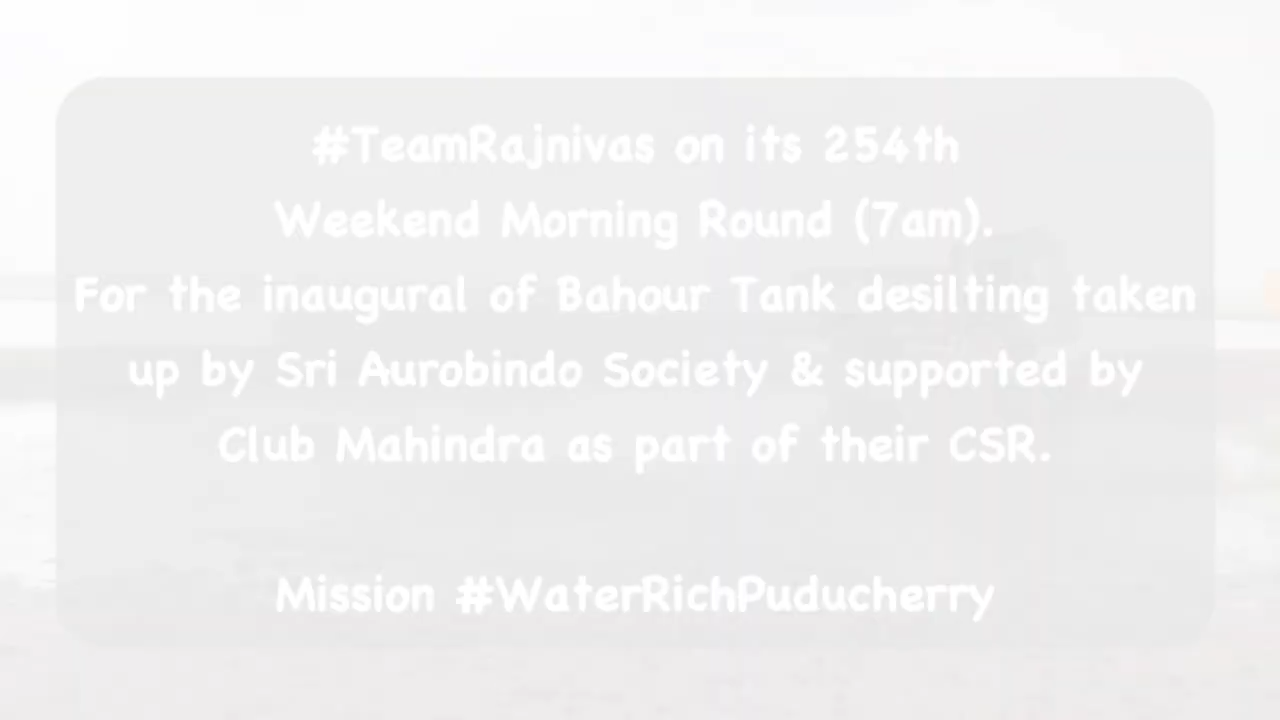 #TeamRajnivas on its 254th
Weekend Morning Round (7am).
For the inaugural of Bahour Tank desilting taken
up by Sri Aurobindo Society & supported by
Club Mahindra as part of their CSR.
Mission #WaterRichPuducherry